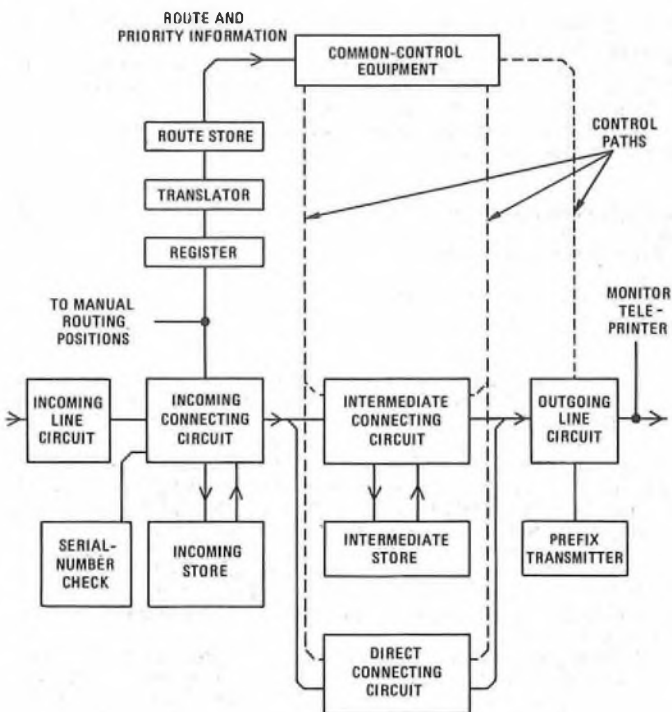 ROUTE AND
PRIORITY INFORMATION
COMMON-CONTROL
EQUIPMENT
ROUTE STORE
CONTROL
PATHS
TRANSLATOR
REGISTER
TO MANUAL
ROUTING
POSITIONS
MONITOR
TELE-
PRINTER
INCOMING
LINE
CIRCUIT
INCOMING
CONNECTING
CIRCUIT
INTERMEDIATE
CONNECTING
CIRCUIT
OUTGOING
LINE
CIRCUIT
SERIAL-
NUMBER
CHECK
INCOMING
STORE
INTERMEDIATE
STORE
PREFIX
TRANSMITTER
DIRECT
CONNECTING
CIRCUIT